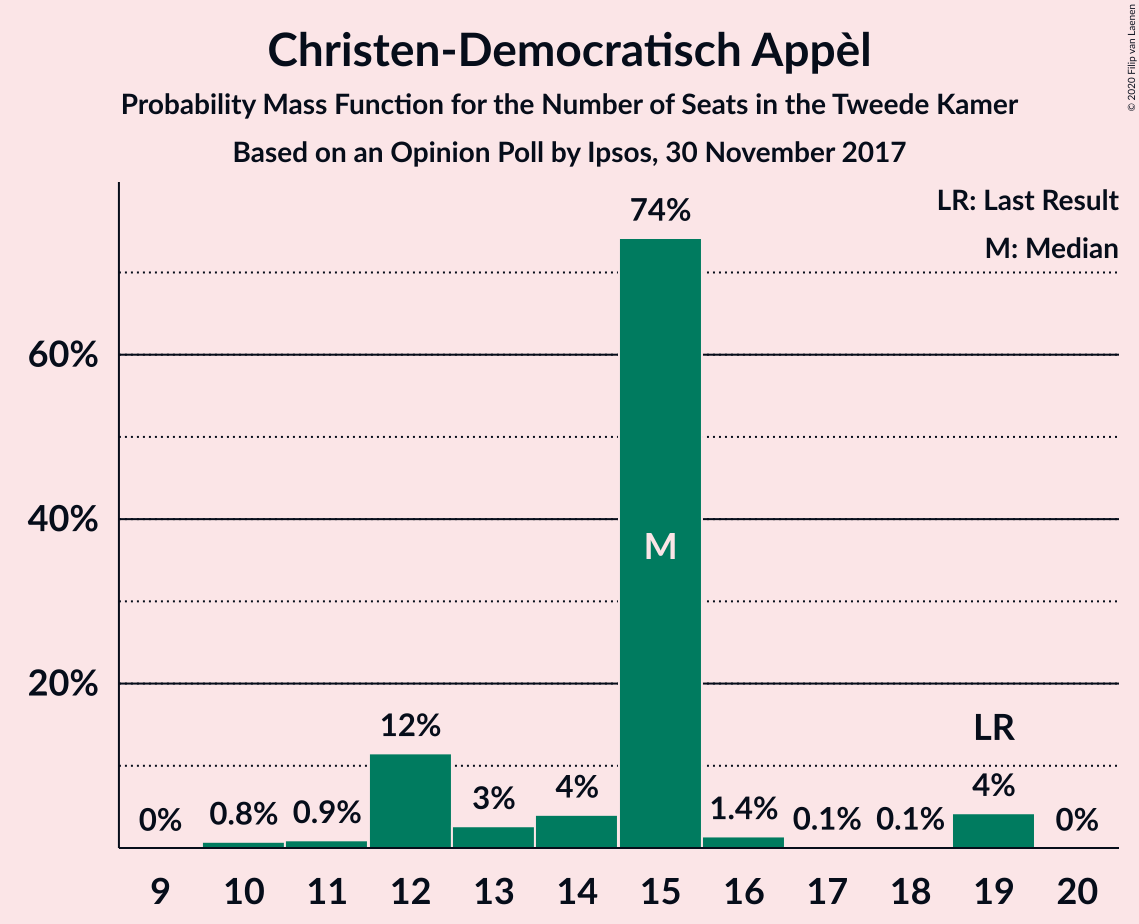 Christen-Democratisch Appèl
Probability Mass Function for the Number of Seats in the Tweede Kamer
Based on an Opinion Poll by Ipsos, 30 November 2017
© 2020 Filip van Laenen
LR: Last Result
M: Median
60%
40%
20%
0%
0.8%
0.9%
12%
3%
4%
74%
M
1.4%
0.1%
0.1%
LR
4%
0%
9 10 11 12 13 14 15 16 17 18 19 20